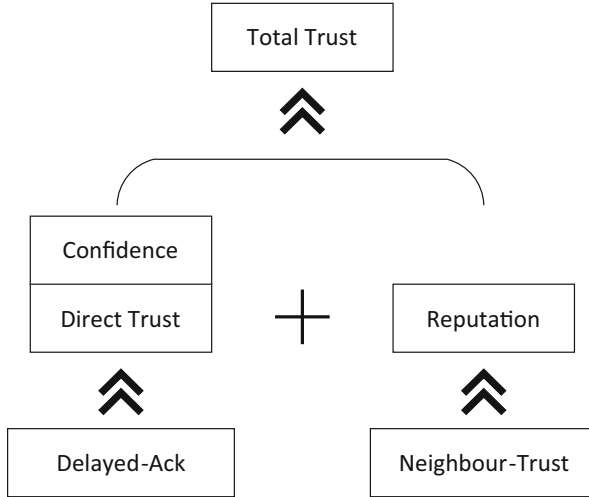 Total Trust
Confidence
Direct Trust
Reputation
Delayed-Ack
Neighbour-Trust